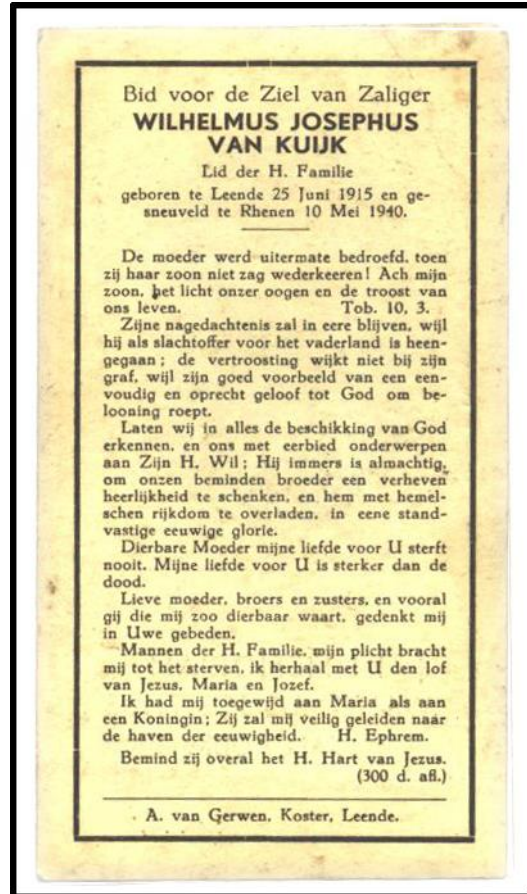 Bid voor de Ziel van Zaliger
WILHELMUS JOSEPHUS
VAN KUIJK
Lid der H. Familie
geboren te Leende 25 Juni 1915 en ge-
sneuveld te Rhenen 10 Mei 1940.
De moeder werd uitermate bedroefd, toen
zij haar zoon niet zag wederkeeren! Ach mijn
zoon, het licht onzer oogen en de troost van
ons leven. Tob. 10, 3.
Zijne nagedachtenis zal in eere blijven, wijl
hij als slachtoffer voor het vaderland is heen-
gegaan; de vertroosting wijkt niet bij zijn
graf, wijl zijn goed voorbeeld van een een-
voudig en oprecht geloof tot God om be-
looning roept.
Laten wij in alles de beschikking van God
erkennen, en ons met eerbied onderwerpen
aan Zijn H. Wil; Hij immers is almachtig,
om onzen beminden broeder een verheven
heerlijkheid te schenken, en hem met hemel-
schen rijkdom te overladen, in eene stand-
vastige eeuwige glorie.
Dierbare Moeder mijne liefde voor U sterft
nooit. Mijne liefde voor U is sterker dan de
dood.
Lieve moeder, broers en zusters, en vooral
gij die mij zoo dierbaar waart, gedenkt mij
in Uwe gebeden.
Mannen der H. Familie, mijn plicht bracht
mij tot het sterven, ik herhaal met U den lof
van Jezus, Maria en Jozef.
Ik had mij toegewijd aan Maria als aan
een Koningin; Zij zal mij veilig geleiden naar
de haven der eeuwigheid. H. Ephrem.
Bemind zij overal het H. Hart van Jezus.
(300 d. afl.)
A. van Gerwen, Koster, Leende.